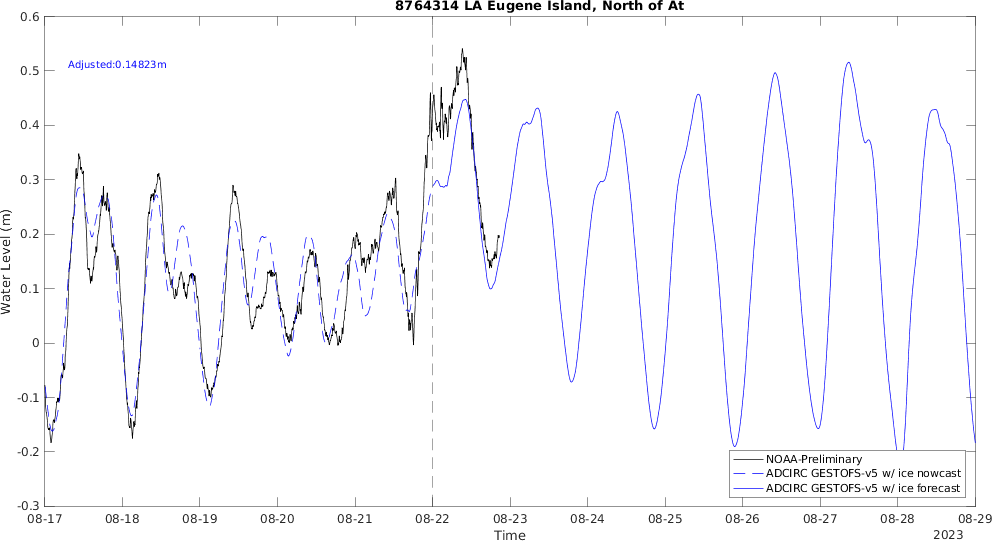 8764314 LA Eugene Island, North of At
Adjusted:0.14823m
Water Level (m)
0.6
0.5
0.4
0.3
0.2
0.1
0
-0.1
-0.2
-0.3
NOAA-Preliminary
ADCIRC GESTOFS-v5 w/ ice nowcast
ADCIRC GESTOFS-v5 w/ ice forecast
08-17 08-18 08-19 08-20 08-21 08-22 08-23 08-24 08-25 08-26 08-27 08-28 08-29
Time
2023